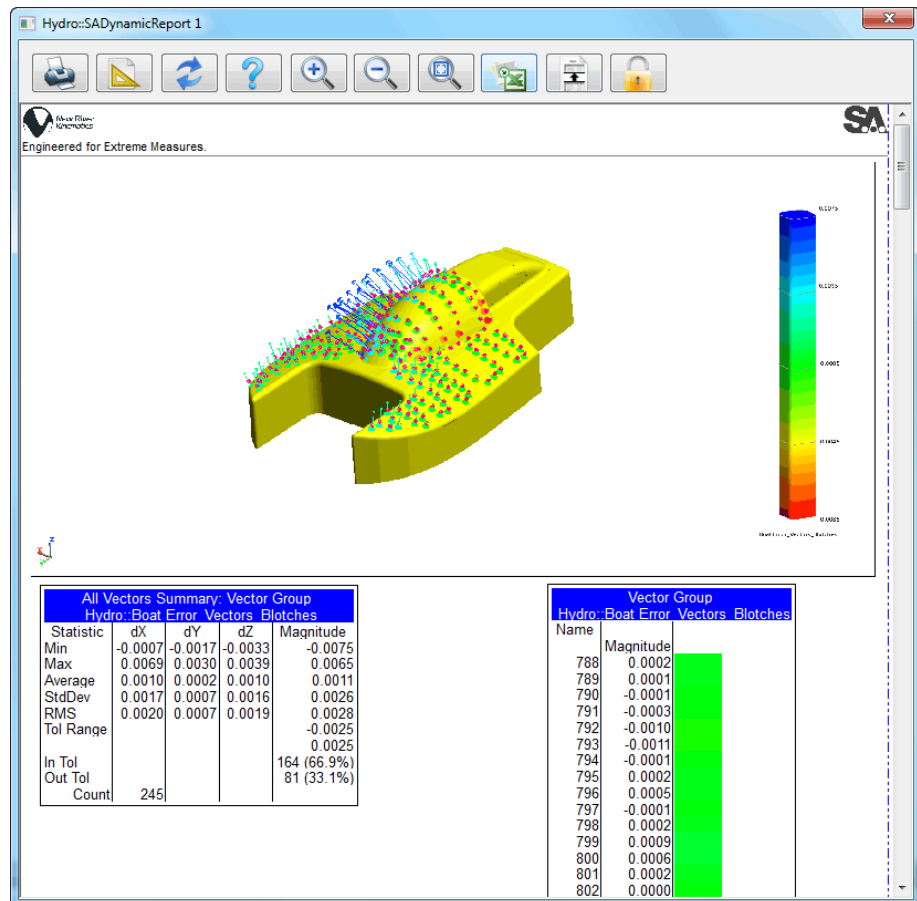 Hydro::SADynamicReport 1
New River
Kinematics
SA
Engineered for Extreme Measures.
All Vectors Summary: Vector Group
Hydro::Boat Error Vectors Blotches
Statistic dX dY dZ Magnitude
Min -0.0007 -0.0017 -0.0033 -0.0075
Max 0.0069 0.0030 0.0039 0.0065
Average 0.0010 0.0002 0.0010 0.0011
StdDev 0.0017 0.0007 0.0016 0.0026
RMS 0.0020 0.0007 0.0019 0.0028
Tol Range -0.0025
0.0025
In Tol 164 (66.9%)
Out Tol 81 (33.1%)
Count 245
Vector Group
Hydro::Boat Error Vectors Blotches
Name
Magnitude
788 0.0002
789 0.0001
790 -0.0001
791 -0.0003
792 -0.0010
793 -0.0011
794 -0.0001
795 0.0002
796 0.0005
797 -0.0001
798 0.0002
799 0.0009
800 0.0006
801 0.0002
802 0.0000